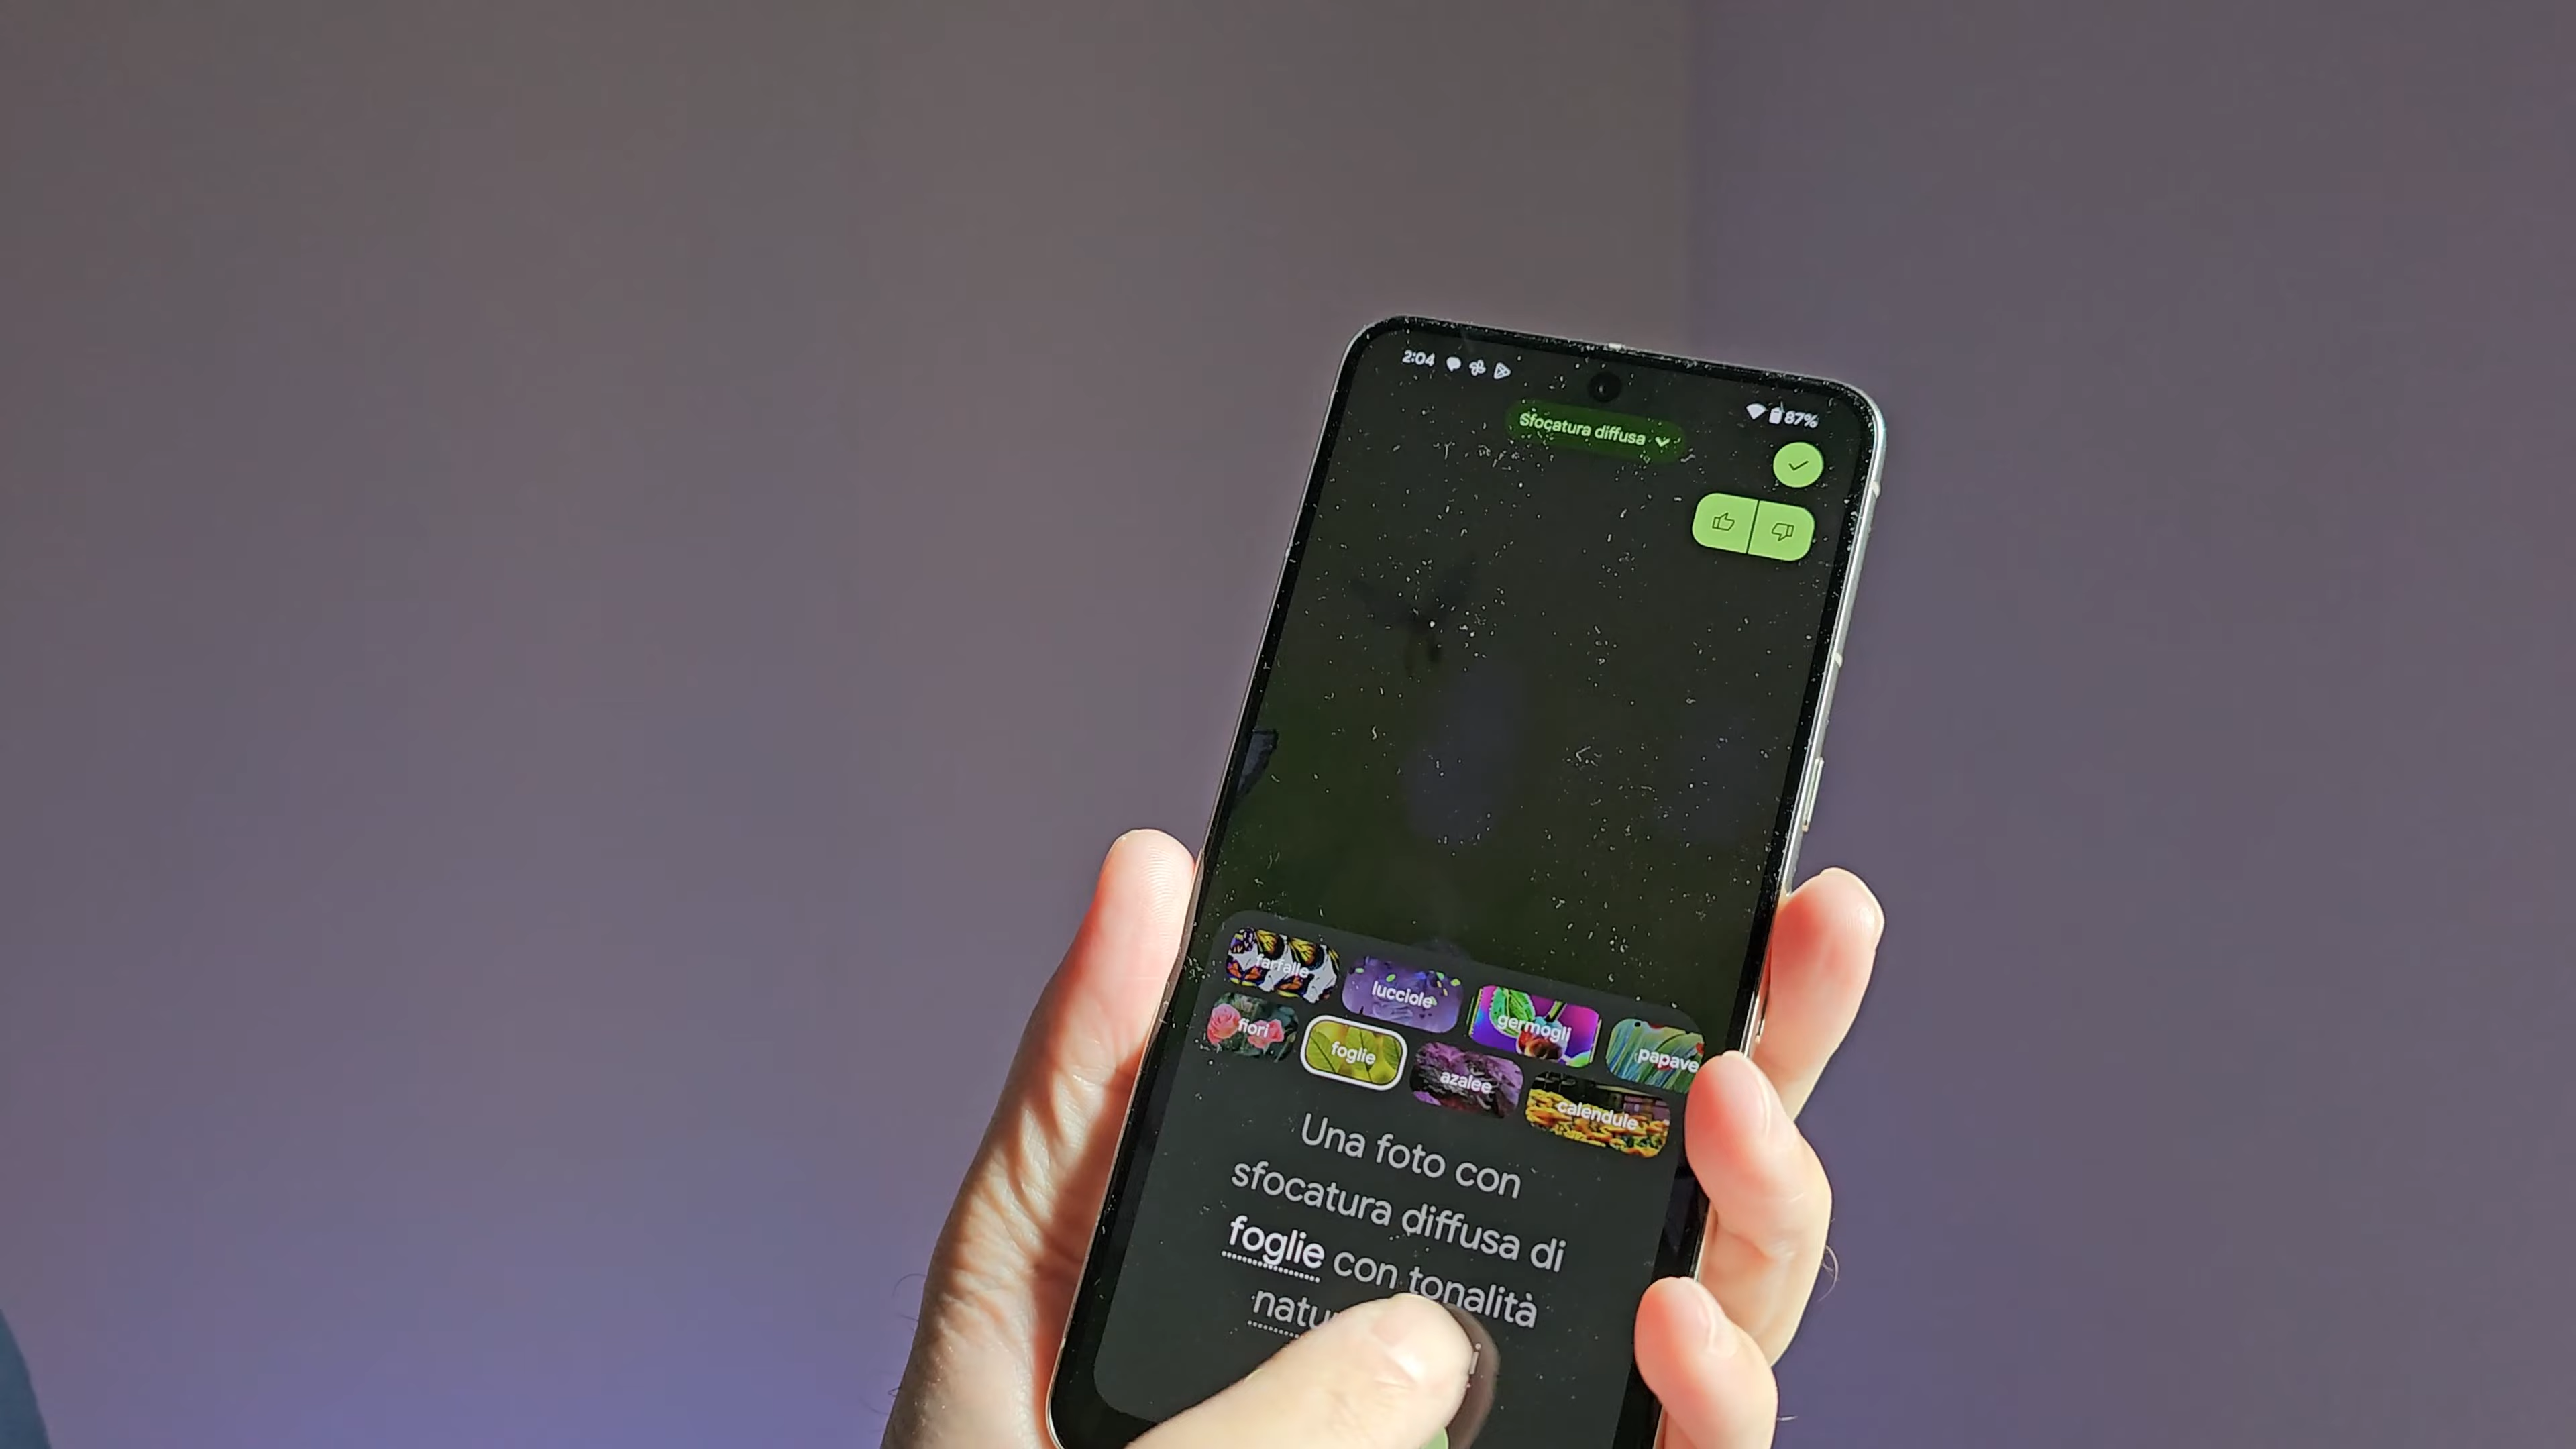 2:04
87%
Sfocatura diffusa
farfalle
lucciole
germogli
papave
fiori
foglie
azalee
calendule
Una foto con
sfocatura diffusa di
foglie con tonalità